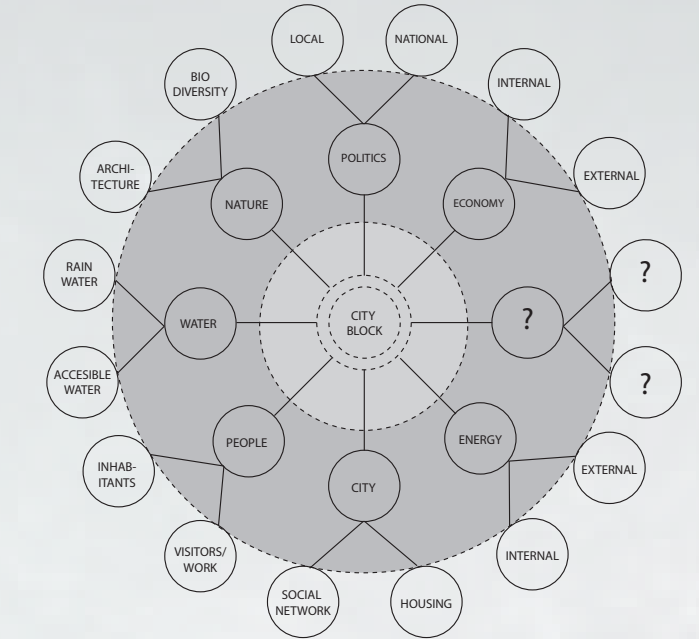 LOCAL
NATIONAL
BIO
DIVERSITY
INTERNAL
ARCHI-
TECTURE
POLITICS
EXTERNAL
NATURE
ECONOMY
RAIN
WATER
?
WATER
CITY
BLOCK
?
ACCESIBLE
WATER
?
PEOPLE
ENERGY
INHAB-
ITANTS
EXTERNAL
CITY
VISITORS/
WORK
INTERNAL
SOCIAL
NETWORK
HOUSING